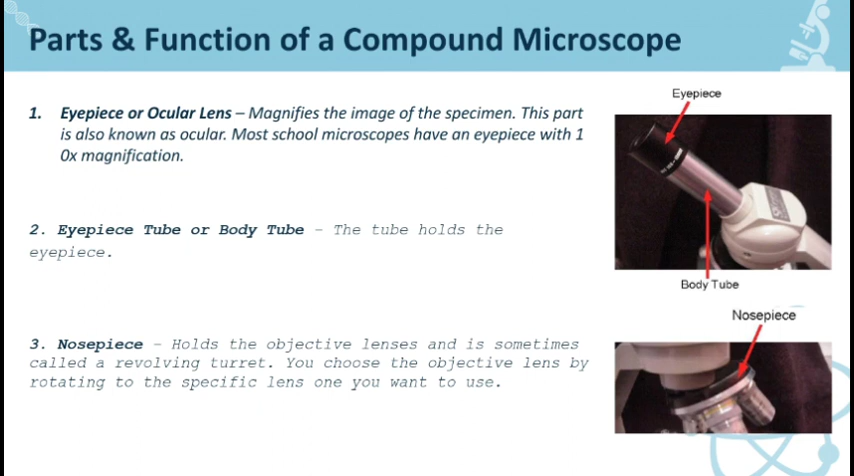 Parts & Function of a Compound Microscope
1. Eyepiece or Ocular Lens – Magnifies the image of the specimen. This part
is also known as ocular. Most school microscopes have an eyepiece with 1
0x magnification.
Eyepiece
2. Eyepiece Tube or Body Tube – The tube holds the
eyepiece.
Body Tube
3. Nosepiece – Holds the objective lenses and is sometimes
called a revolving turret. You choose the objective lens by
rotating to the specific lens one you want to use.
Nosepiece